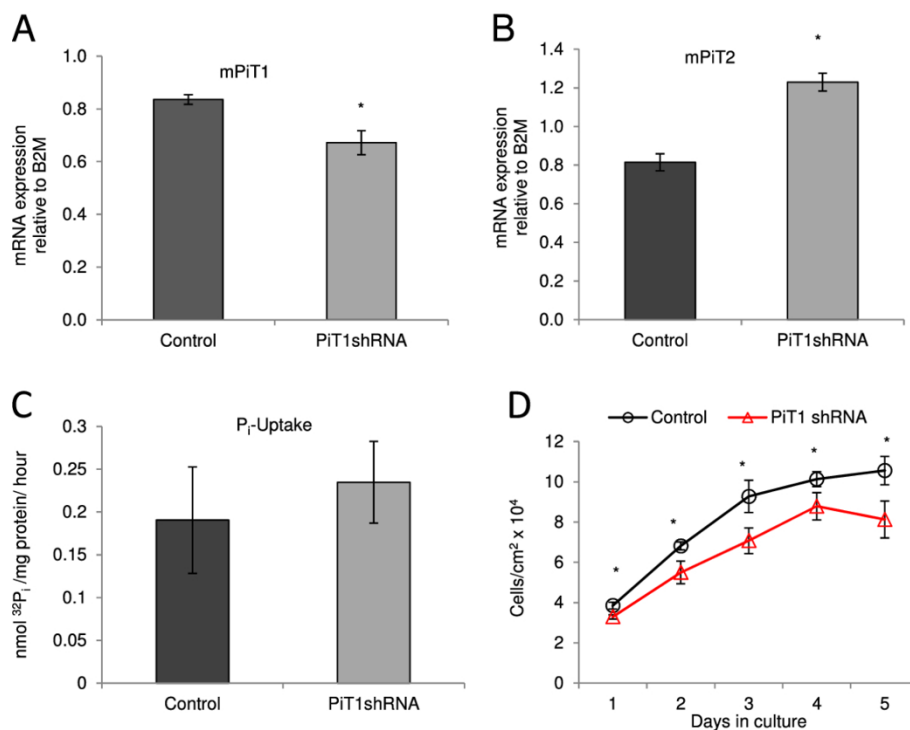 A
mPiT1
mRNA expression
relative to B2M
1.0
0.8
0.6
0.4
0.2
0.0
*
Control
PiT1shRNA
B
mPiT2
mRNA expression
relative to B2M
1.4
1.2
1.0
0.8
0.6
0.4
0.2
0.0
*
Control
PiT1shRNA
C
Pi-Uptake
nmol ³²Pi /mg protein/ hour
0.3
0.25
0.2
0.15
0.1
0.05
0
Control
PiT1shRNA
D
Control
PiT1 shRNA
Cells/cm² x 10⁴
12
10
8
6
4
2
0
* * * * *
1 2 3 4 5
Days in culture